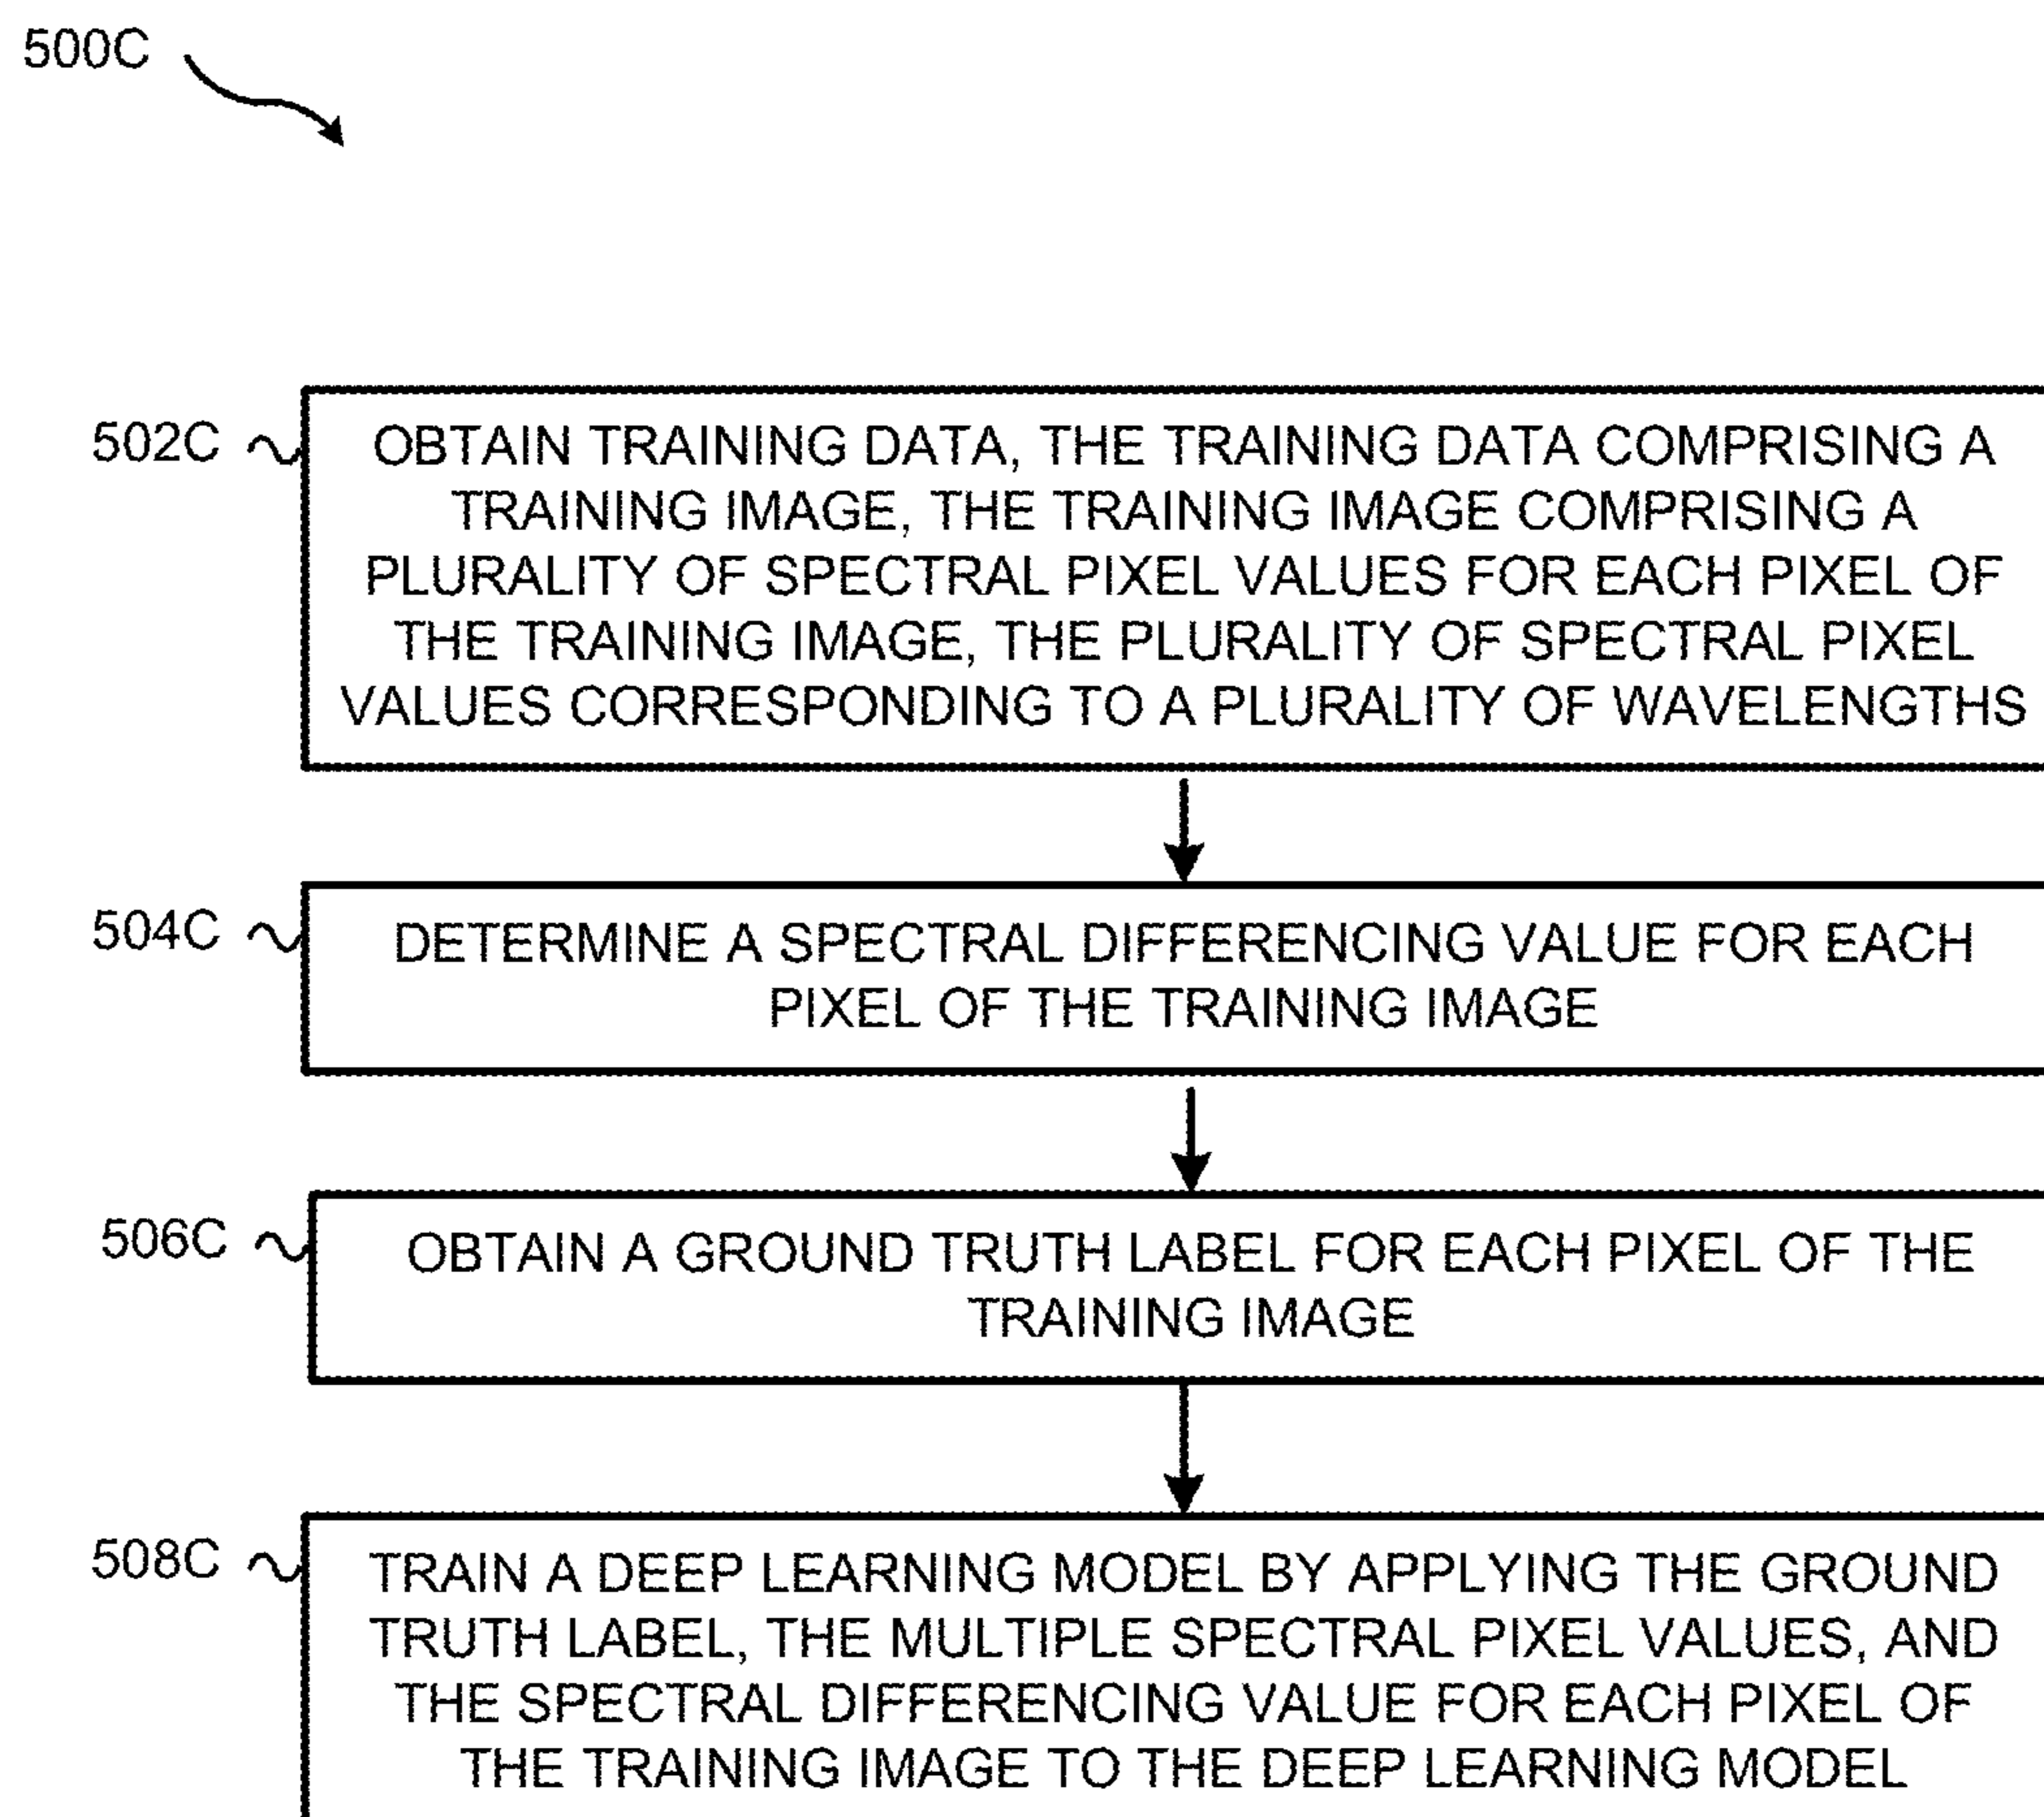 500C
502C
OBTAIN TRAINING DATA, THE TRAINING DATA COMPRISING A
TRAINING IMAGE, THE TRAINING IMAGE COMPRISING A
PLURALITY OF SPECTRAL PIXEL VALUES FOR EACH PIXEL OF
THE TRAINING IMAGE, THE PLURALITY OF SPECTRAL PIXEL
VALUES CORRESPONDING TO A PLURALITY OF WAVELENGTHS
504C
DETERMINE A SPECTRAL DIFFERENCING VALUE FOR EACH
PIXEL OF THE TRAINING IMAGE
506C
OBTAIN A GROUND TRUTH LABEL FOR EACH PIXEL OF THE
TRAINING IMAGE
508C
TRAIN A DEEP LEARNING MODEL BY APPLYING THE GROUND
TRUTH LABEL, THE MULTIPLE SPECTRAL PIXEL VALUES, AND
THE SPECTRAL DIFFERENCING VALUE FOR EACH PIXEL OF
THE TRAINING IMAGE TO THE DEEP LEARNING MODEL